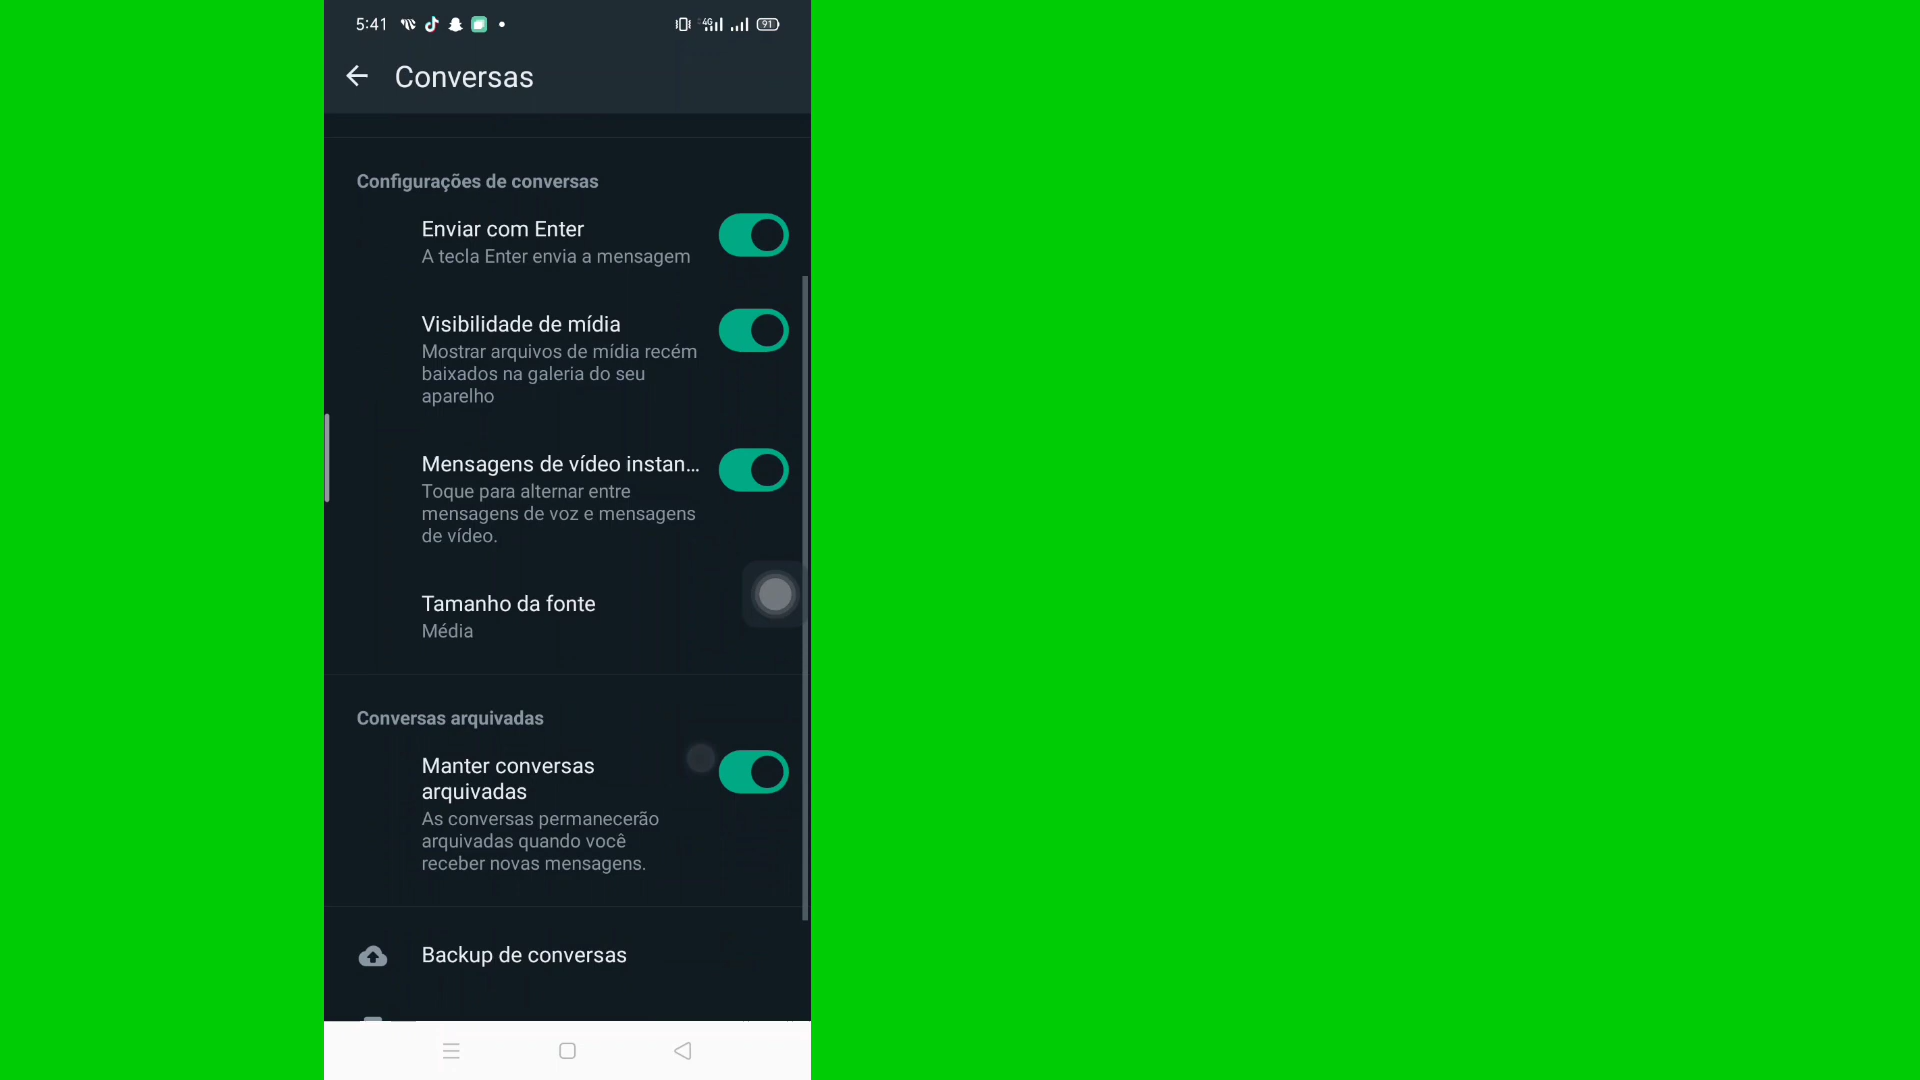 5:41
4G
91
Conversas
Configurações de conversas
Enviar com Enter
A tecla Enter envia a mensagem
Visibilidade de mídia
Mostrar arquivos de mídia recém
baixados na galeria do seu
aparelho
Mensagens de vídeo instan...
Toque para alternar entre
mensagens de voz e mensagens
de vídeo.
Tamanho da fonte
Média
Conversas arquivadas
Manter conversas
arquivadas
As conversas permanecerão
arquivadas quando você
receber novas mensagens.
Backup de conversas